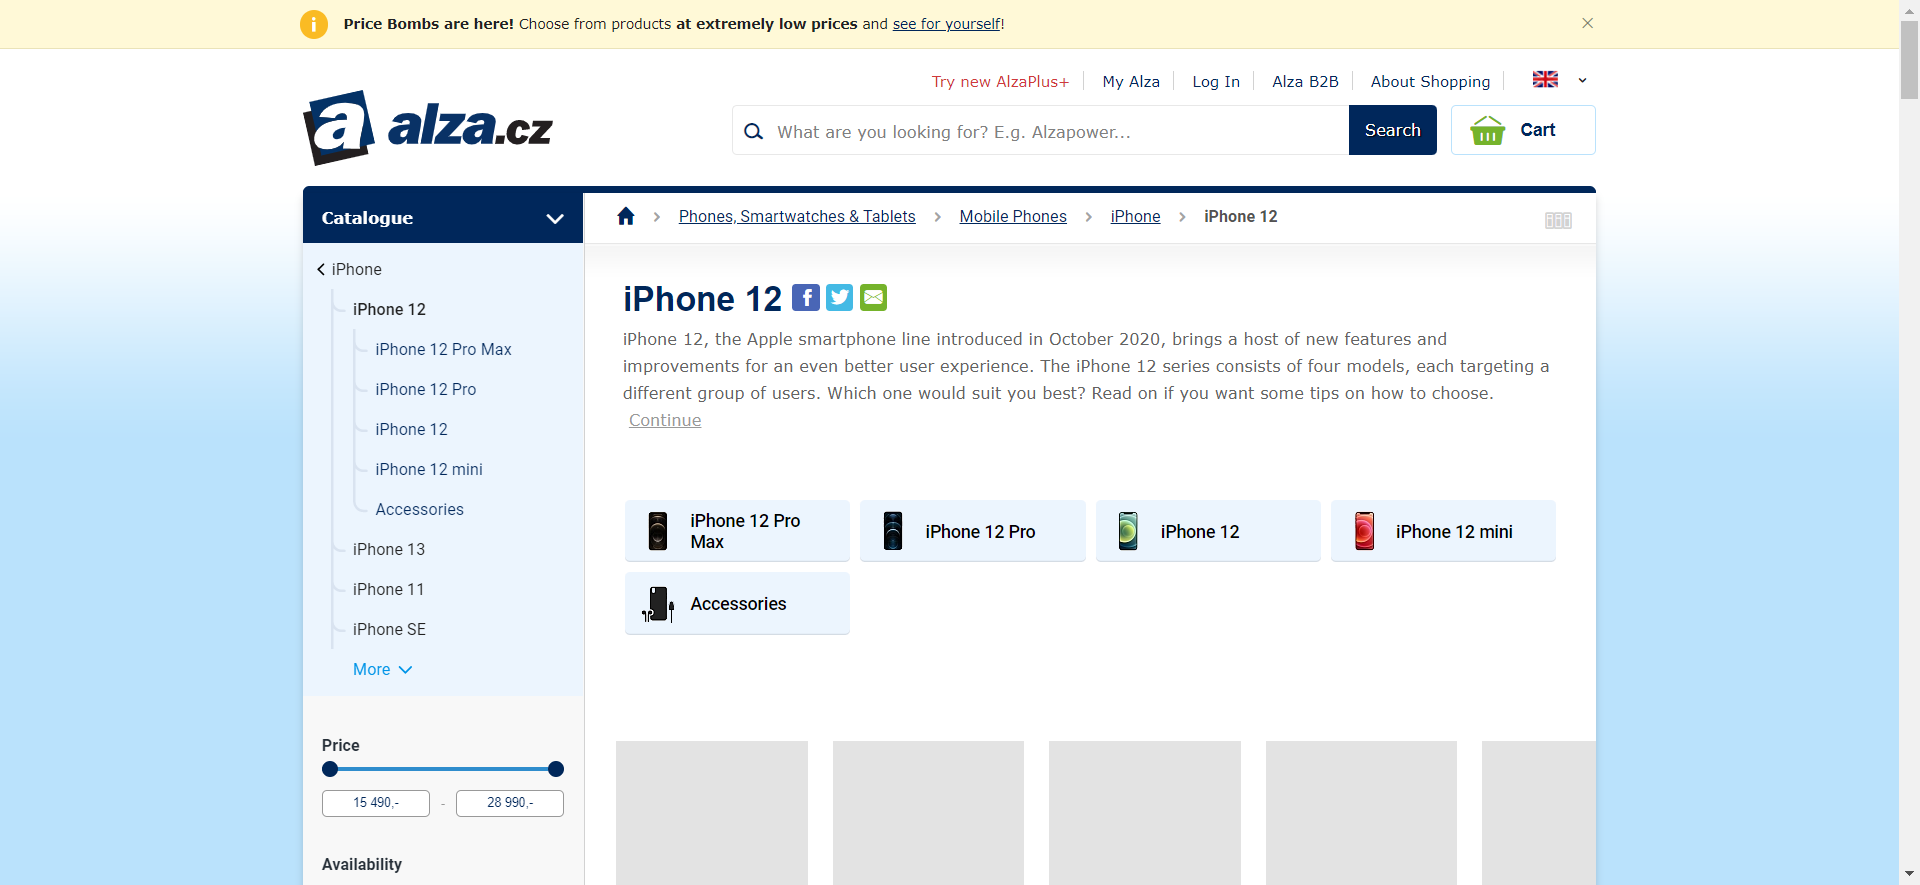 Price Bombs are here! Choose from products at extremely low prices and see for yourself!
Try new AlzaPlus+
My Alza
Log In
Alza B2B
About Shopping
alza.cz
What are you looking for? E.g. Alzapower...
Search
Cart
Catalogue
Phones, Smartwatches & Tablets
Mobile Phones
iPhone
iPhone 12
iPhone
iPhone 12
iPhone 12 Pro Max
iPhone 12 Pro
iPhone 12
iPhone 12 mini
Accessories
iPhone 13
iPhone 11
iPhone SE
More
Price
15 490,-
-
28 990,-
Availability
iPhone 12
iPhone 12, the Apple smartphone line introduced in October 2020, brings a host of new features and
improvements for an even better user experience. The iPhone 12 series consists of four models, each targeting a
different group of users. Which one would suit you best? Read on if you want some tips on how to choose.
Continue
iPhone 12 Pro
Max
iPhone 12 Pro
iPhone 12
iPhone 12 mini
Accessories